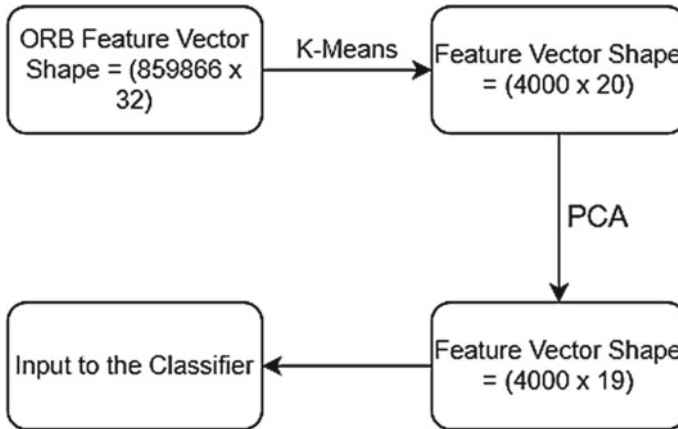 ORB Feature Vector
Shape = (859866 x
32)
K-Means
Feature Vector Shape
= (4000 x 20)
PCA
Feature Vector Shape
= (4000 x 19)
Input to the Classifier